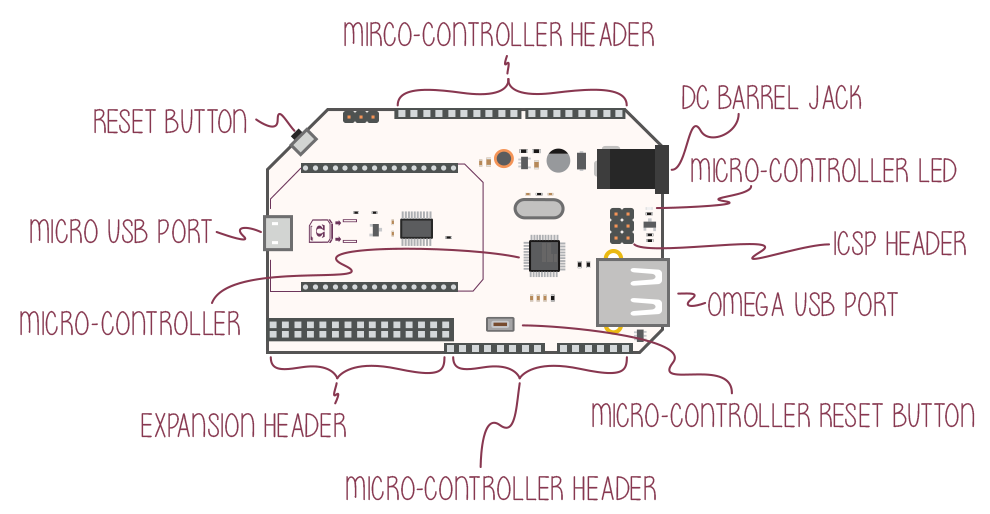 MIRCO-CONTROLLER HEADER
DC BARREL JACK
RESET BUTTON
MICRO-CONTROLLER LED
MICRO USB PORT
ICSP HEADER
Ω
OMEGA USB PORT
MICRO-CONTROLLER
EXPANSION HEADER
MICRO-CONTROLLER RESET BUTTON
MICRO-CONTROLLER HEADER